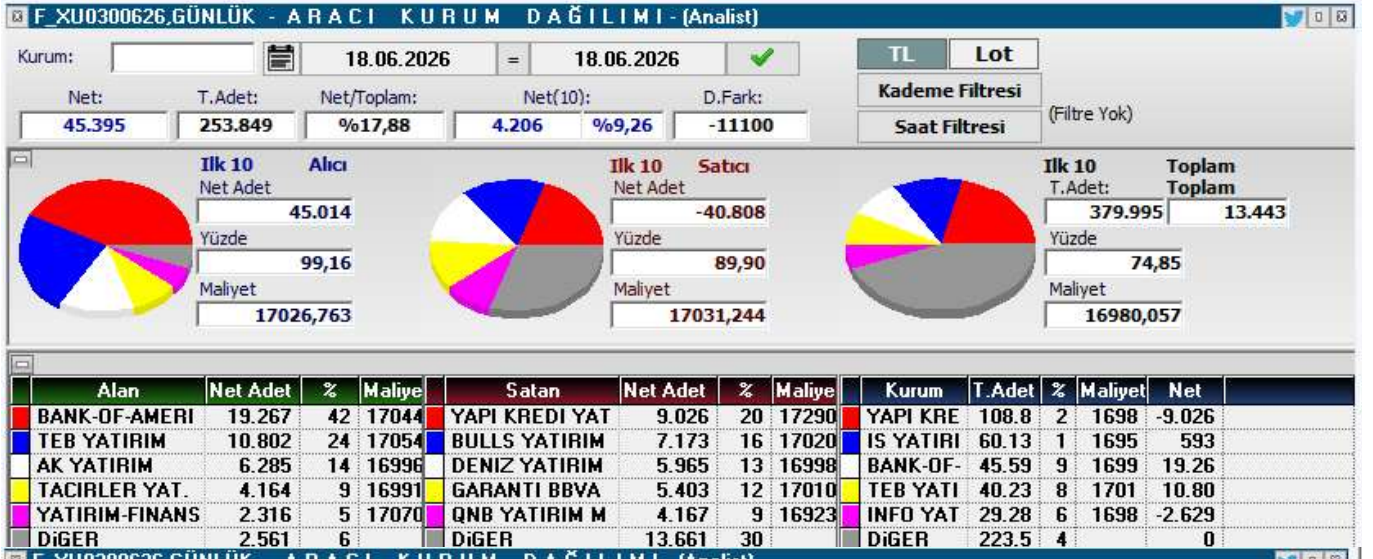 F_XU0300626,GÜNLÜK - A R A C I   K U R U M   D A Ğ I L I M I - (Analist)
Kurum: 18.06.2026 = 18.06.2026 TL Lot
Net: T.Adet: Net/Toplam: Net(10): D.Fark: Kademe Filtresi
45.395 253.849 %17,88 4.206 %9,26 -11100 Saat Filtresi (Filtre Yok)
Ilk 10 Alıcı Ilk 10 Satıcı Ilk 10 Toplam
Net Adet Net Adet T.Adet: Toplam
45.014 -40.808 379.995 13.443
Yüzde Yüzde Yüzde
99,16 89,90 74,85
Maliyet Maliyet Maliyet
17026,763 17031,244 16980,057
Alan Net Adet % Maliye Satan Net Adet % Maliye Kurum T.Adet % Maliyet Net
BANK-OF-AMERI 19.267 42 17044 YAPI KREDI YAT 9.026 20 17290 YAPI KRE 108.8 2 1698 -9.026
TEB YATIRIM 10.802 24 17054 BULLS YATIRIM 7.173 16 17020 IS YATIRI 60.13 1 1695 593
AK YATIRIM 6.285 14 16996 DENIZ YATIRIM 5.965 13 16998 BANK-OF- 45.59 9 1699 19.26
TACIRLER YAT. 4.164 9 16991 GARANTI BBVA 5.403 12 17010 TEB YATI 40.23 8 1701 10.80
YATIRIM-FINANS 2.316 5 17070 QNB YATIRIM M 4.167 9 16923 INFO YAT 29.28 6 1698 -2.629
DiGER 2.561 6 DiGER 13.661 30 DiGER 223.5 4 0